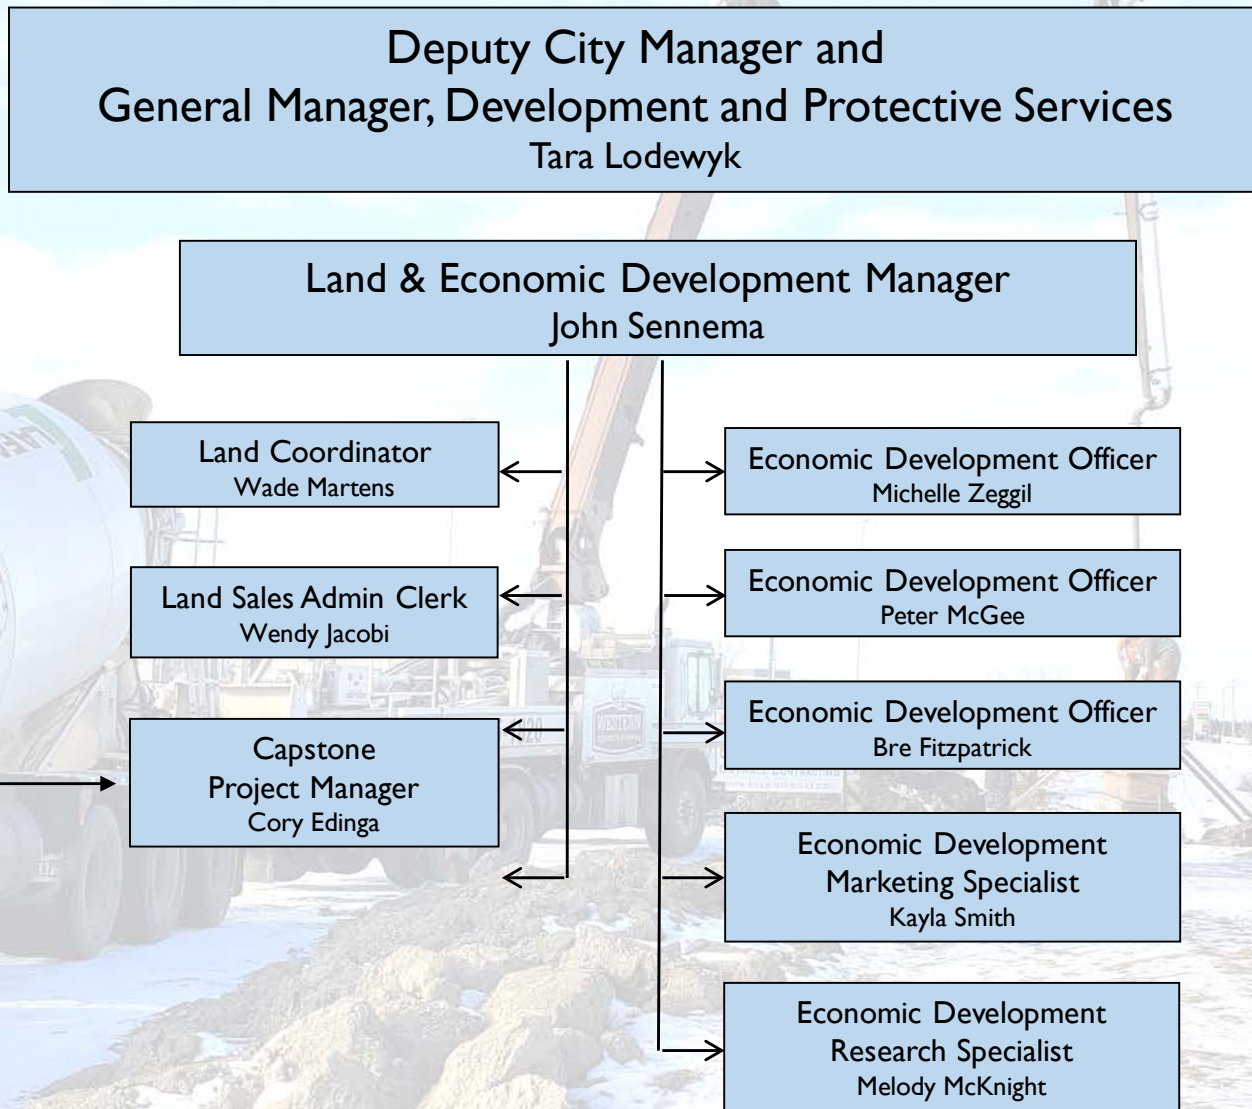 Deputy City Manager and
General Manager, Development and Protective Services
Tara Lodewyk
Land & Economic Development Manager
John Sennema
Land Coordinator
Wade Martens
Land Sales Admin Clerk
Wendy Jacobi
Capstone
Project Manager
Cory Edinga
Economic Development Officer
Michelle Zeggil
Economic Development Officer
Peter McGee
Economic Development Officer
Bre Fitzpatrick
Economic Development
Marketing Specialist
Kayla Smith
Economic Development
Research Specialist
Melody McKnight